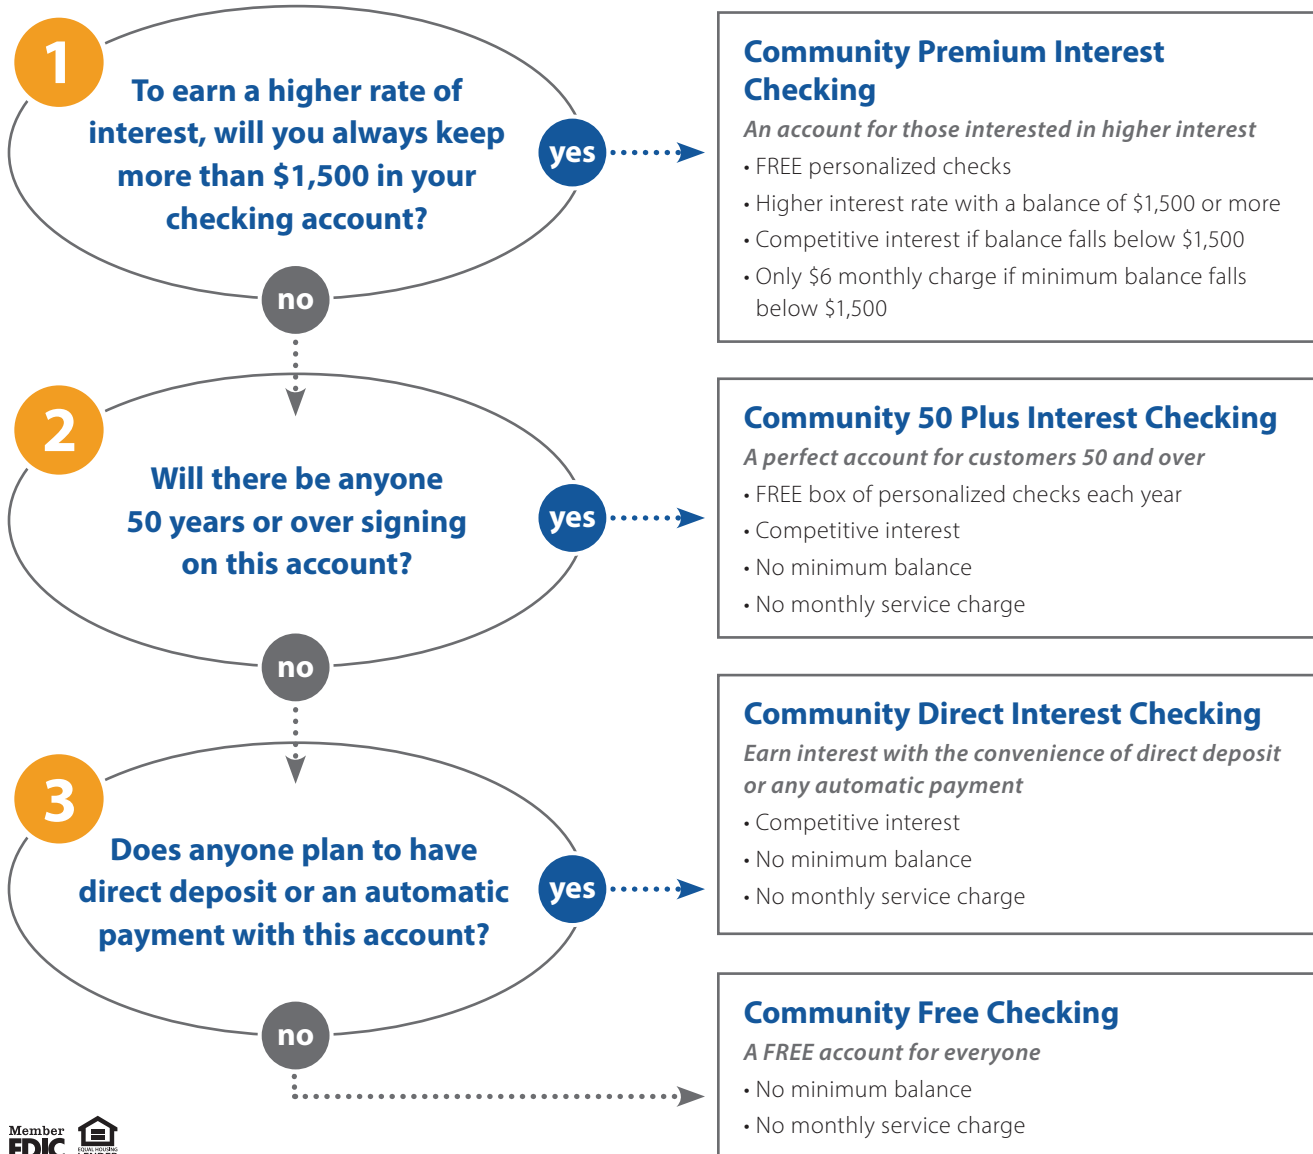 1
To earn a higher rate of
interest, will you always keep
more than $1,500 in your
checking account?
yes
no
Community Premium Interest
Checking
An account for those interested in higher interest
• FREE personalized checks
• Higher interest rate with a balance of $1,500 or more
• Competitive interest if balance falls below $1,500
• Only $6 monthly charge if minimum balance falls
below $1,500
2
Will there be anyone
50 years or over signing
on this account?
yes
no
Community 50 Plus Interest Checking
A perfect account for customers 50 and over
• FREE box of personalized checks each year
• Competitive interest
• No minimum balance
• No monthly service charge
3
Does anyone plan to have
direct deposit or an automatic
payment with this account?
yes
no
Community Direct Interest Checking
Earn interest with the convenience of direct deposit
or any automatic payment
• Competitive interest
• No minimum balance
• No monthly service charge
Community Free Checking
A FREE account for everyone
• No minimum balance
• No monthly service charge
Member
FDIC
EQUAL HOUSING
LENDER